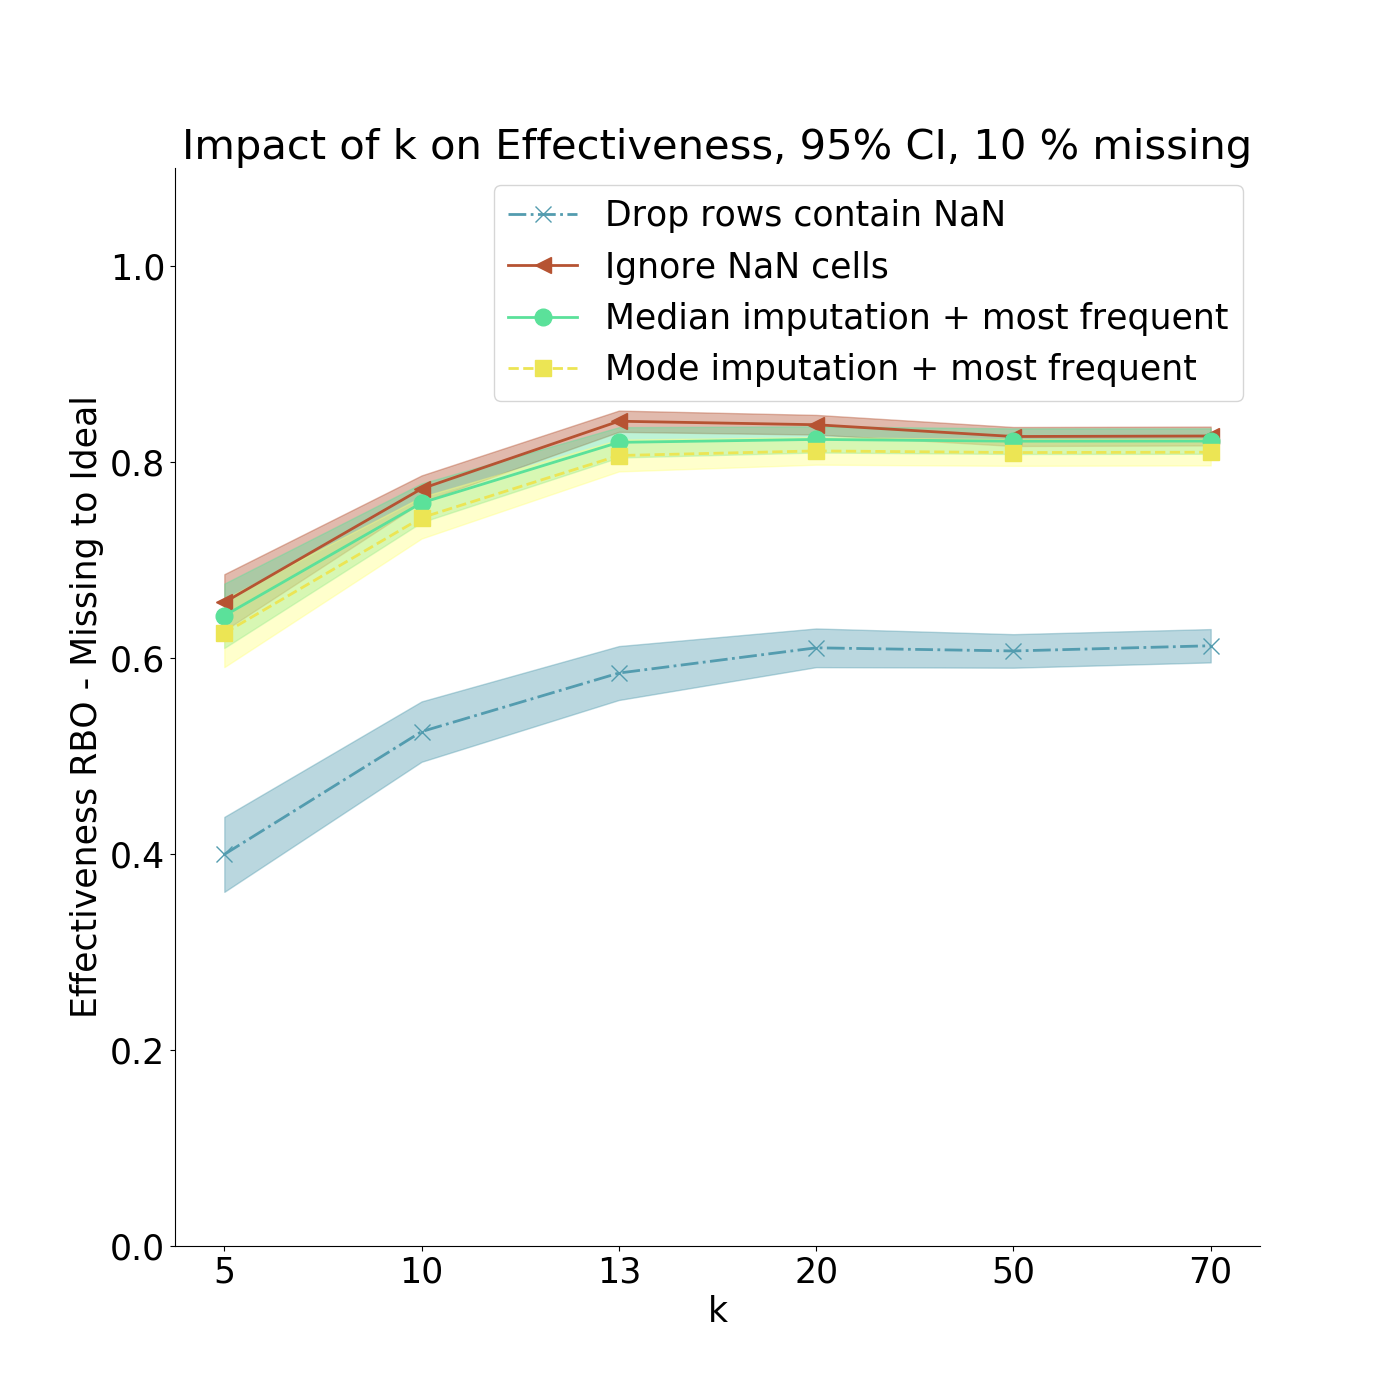 Impact of k on Effectiveness, 95% CI, 10 % missing
Drop rows contain NaN
Ignore NaN cells
Median imputation + most frequent
Mode imputation + most frequent
Effectiveness RBO - Missing to Ideal
1.0
0.8
0.6
0.4
0.2
0.0
5 10 13 20 50 70
k